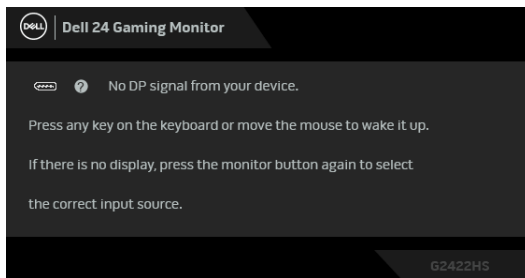 DELL
Dell 24 Gaming Monitor
? No DP signal from your device.
Press any key on the keyboard or move the mouse to wake it up.
If there is no display, press the monitor button again to select
the correct input source.
G2422HS